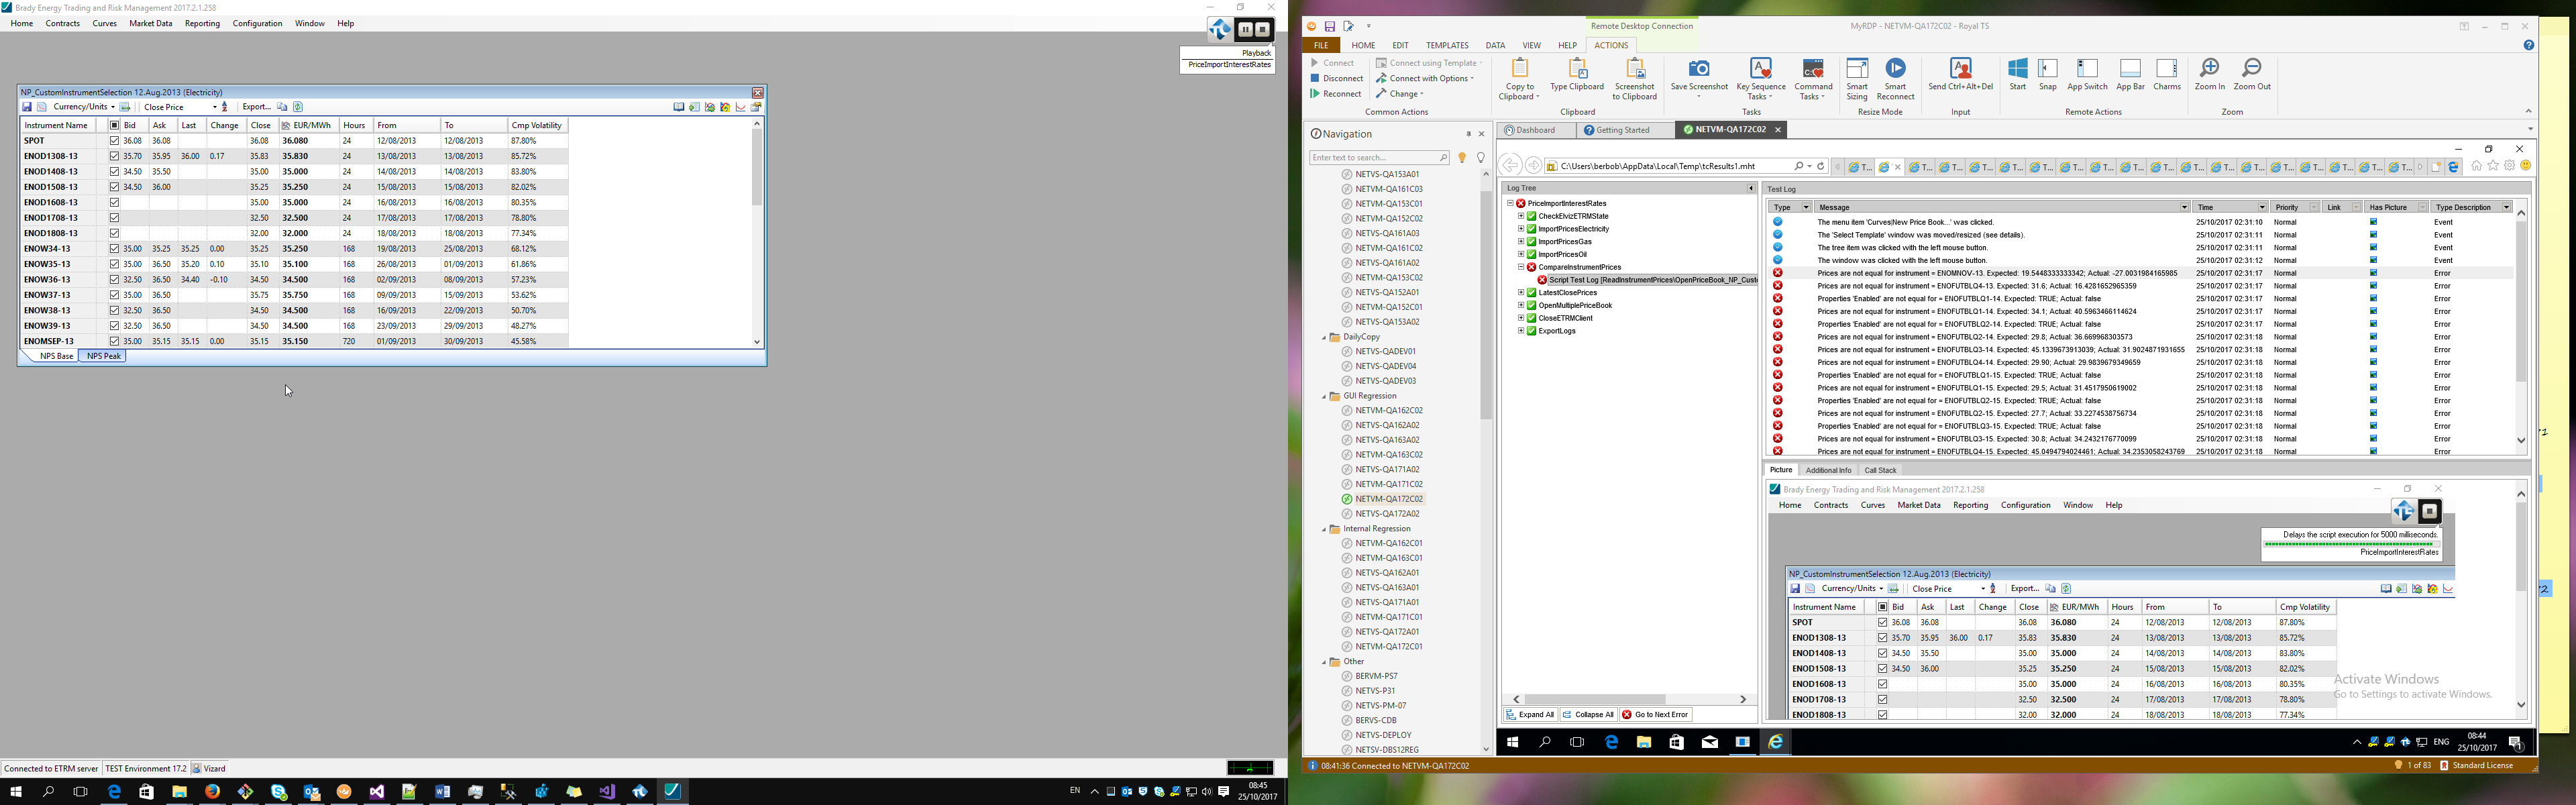 Brady Energy Trading and Risk Management 2017.2.1.258
Home Contracts Curves Market Data Reporting Configuration Window Help
Playback
PriceImportInterestRates
NP_CustomInstrumentSelection 12.Aug.2013 (Electricity)
Currency/Units Close Price Export...
Instrument Name Bid Ask Last Change Close EUR/MWh Hours From To Cmp Volatility
SPOT 36.08 36.08 36.08 36.080 24 12/08/2013 12/08/2013 87.80%
ENOD1308-13 35.70 35.95 36.00 0.17 35.83 35.830 24 13/08/2013 13/08/2013 85.72%
ENOD1408-13 34.50 35.50 35.00 35.000 24 14/08/2013 14/08/2013 83.80%
ENOD1508-13 34.50 36.00 35.25 35.250 24 15/08/2013 15/08/2013 82.02%
ENOD1608-13 35.00 35.000 24 16/08/2013 16/08/2013 80.35%
ENOD1708-13 32.50 32.500 24 17/08/2013 17/08/2013 78.80%
ENOD1808-13 32.00 32.000 24 18/08/2013 18/08/2013 77.34%
ENOW34-13 35.00 35.25 35.25 0.00 35.25 35.250 168 19/08/2013 25/08/2013 68.12%
ENOW35-13 35.00 36.50 35.20 0.10 35.10 35.100 168 26/08/2013 01/09/2013 61.86%
ENOW36-13 32.50 36.50 34.40 -0.10 34.50 34.500 168 02/09/2013 08/09/2013 57.23%
ENOW37-13 35.00 36.50 35.75 35.750 168 09/09/2013 15/09/2013 53.62%
ENOW38-13 32.50 36.50 34.50 34.500 168 16/09/2013 22/09/2013 50.70%
ENOW39-13 32.50 36.50 34.50 34.500 168 23/09/2013 29/09/2013 48.27%
ENOMSEP-13 35.00 35.15 35.15 0.00 35.15 35.150 720 01/09/2013 30/09/2013 45.58%
NPS Base NPS Peak
Connected to ETRM server TEST Environment 17.2 Vizard
EN 08:45
25/10/2017
Remote Desktop Connection MyRDP - NETVM-QA172C02 - Royal TS
FILE HOME EDIT TEMPLATES DATA VIEW HELP ACTIONS
Connect
Disconnect
Reconnect
Connect using Template
Connect with Options
Change
Common Actions
Copy to Clipboard Type Clipboard Screenshot to Clipboard
Clipboard
Save Screenshot Key Sequence Tasks Command Tasks
Tasks
Smart Sizing Smart Reconnect
Resize Mode
Send Ctrl+Alt+Del
Input
Start Snap App Switch App Bar Charms
Remote Actions
Zoom In Zoom Out
Zoom
Navigation
Enter text to search...
NETVS-QA153A01
NETVM-QA161C03
NETVM-QA153C01
NETVM-QA152C02
NETVS-QA161A03
NETVM-QA161C02
NETVS-QA161A02
NETVM-QA153C02
NETVS-QA152A01
NETVM-QA152C01
NETVS-QA153A02
DailyCopy
NETVS-QADEV01
NETVS-QADEV04
NETVS-QADEV03
GUI Regression
NETVM-QA162C02
NETVS-QA162A02
NETVS-QA163A02
NETVM-QA163C02
NETVS-QA171A02
NETVM-QA171C02
NETVM-QA172C02
NETVS-QA172A02
Internal Regression
NETVM-QA162C01
NETVM-QA163C01
NETVS-QA162A01
NETVS-QA163A01
NETVS-QA171A01
NETVM-QA171C01
NETVS-QA172A01
NETVM-QA172C01
Other
BERVM-PS7
NETVS-P31
NETVS-PM-07
BERVS-CDB
NETVS-DEPLOY
NETSV-DBS12REG
Dashboard Getting Started NETVM-QA172C02
C:\Users\berbob\AppData\Local\Temp\tcResults1.mht
Log Tree
PriceImportInterestRates
CheckElvizETRMState
ImportPricesElectricity
ImportPricesGas
ImportPricesOil
CompareInstrumentPrices
Script Test Log [ReadInstrumentPrices\OpenPriceBook_NP_Cust
LatestClosePrices
OpenMultiplePriceBook
CloseETRMClient
ExportLogs
Expand All Collapse All Go to Next Error
Test Log
Type Message Time Priority Link Has Picture Type Description
The menu item 'Curves|New Price Book...' was clicked. 25/10/2017 02:31:10 Normal Event
The 'Select Template' window was moved/resized (see details). 25/10/2017 02:31:11 Normal Event
The tree item was clicked with the left mouse button. 25/10/2017 02:31:11 Normal Event
The window was clicked with the left mouse button. 25/10/2017 02:31:12 Normal Event
Prices are not equal for instrument = ENOMNOV-13. Expected: 19.5448333333342; Actual: -27.0031984165985 25/10/2017 02:31:17 Normal Error
Prices are not equal for instrument = ENOFUTBLQ4-13. Expected: 31.6; Actual: 16.4281652965359 25/10/2017 02:31:17 Normal Error
Properties 'Enabled' are not equal for = ENOFUTBLQ1-14. Expected: TRUE; Actual: false 25/10/2017 02:31:17 Normal Error
Prices are not equal for instrument = ENOFUTBLQ1-14. Expected: 34.1; Actual: 40.5963466114624 25/10/2017 02:31:17 Normal Error
Properties 'Enabled' are not equal for = ENOFUTBLQ2-14. Expected: TRUE; Actual: false 25/10/2017 02:31:17 Normal Error
Prices are not equal for instrument = ENOFUTBLQ2-14. Expected: 29.8; Actual: 36.669968303573 25/10/2017 02:31:18 Normal Error
Prices are not equal for instrument = ENOFUTBLQ3-14. Expected: 45.1339673913039; Actual: 31.9024871931655 25/10/2017 02:31:18 Normal Error
Prices are not equal for instrument = ENOFUTBLQ4-14. Expected: 29.90; Actual: 29.9839679349659 25/10/2017 02:31:18 Normal Error
Properties 'Enabled' are not equal for = ENOFUTBLQ1-15. Expected: TRUE; Actual: false 25/10/2017 02:31:18 Normal Error
Prices are not equal for instrument = ENOFUTBLQ1-15. Expected: 29.5; Actual: 31.4517950619002 25/10/2017 02:31:18 Normal Error
Properties 'Enabled' are not equal for = ENOFUTBLQ2-15. Expected: TRUE; Actual: false 25/10/2017 02:31:18 Normal Error
Prices are not equal for instrument = ENOFUTBLQ2-15. Expected: 27.7; Actual: 33.2274538756734 25/10/2017 02:31:18 Normal Error
Properties 'Enabled' are not equal for = ENOFUTBLQ3-15. Expected: TRUE; Actual: false 25/10/2017 02:31:18 Normal Error
Prices are not equal for instrument = ENOFUTBLQ3-15. Expected: 30.8; Actual: 34.2432176770099 25/10/2017 02:31:18 Normal Error
Prices are not equal for instrument = ENOFUTBLQ4-15. Expected: 45.0494794024461; Actual: 34.2353058243769 25/10/2017 02:31:18 Normal Error
Picture Additional Info Call Stack
Brady Energy Trading and Risk Management 2017.2.1.258
Home Contracts Curves Market Data Reporting Configuration Window Help
Delays the script execution for 5000 milliseconds.
PriceImportInterestRates
NP_CustomInstrumentSelection 12.Aug.2013 (Electricity)
Currency/Units Close Price Export...
Instrument Name Bid Ask Last Change Close EUR/MWh Hours From To Cmp Volatility
SPOT 36.08 36.08 36.08 36.080 24 12/08/2013 12/08/2013 87.80%
ENOD1308-13 35.70 35.95 36.00 0.17 35.83 35.830 24 13/08/2013 13/08/2013 85.72%
ENOD1408-13 34.50 35.50 35.00 35.000 24 14/08/2013 14/08/2013 83.80%
ENOD1508-13 34.50 36.00 35.25 35.250 24 15/08/2013 15/08/2013 82.02%
ENOD1608-13 35.00 35.000 24 16/08/2013 16/08/2013 80.35%
ENOD1708-13 32.50 32.500 24 17/08/2013 17/08/2013 78.80%
ENOD1808-13 32.00 32.000 24 18/08/2013 18/08/2013 77.34%
Activate Windows
Go to Settings to activate Windows.
ENG 08:44
25/10/2017
08:41:36 Connected to NETVM-QA172C02 1 of 83 Standard License